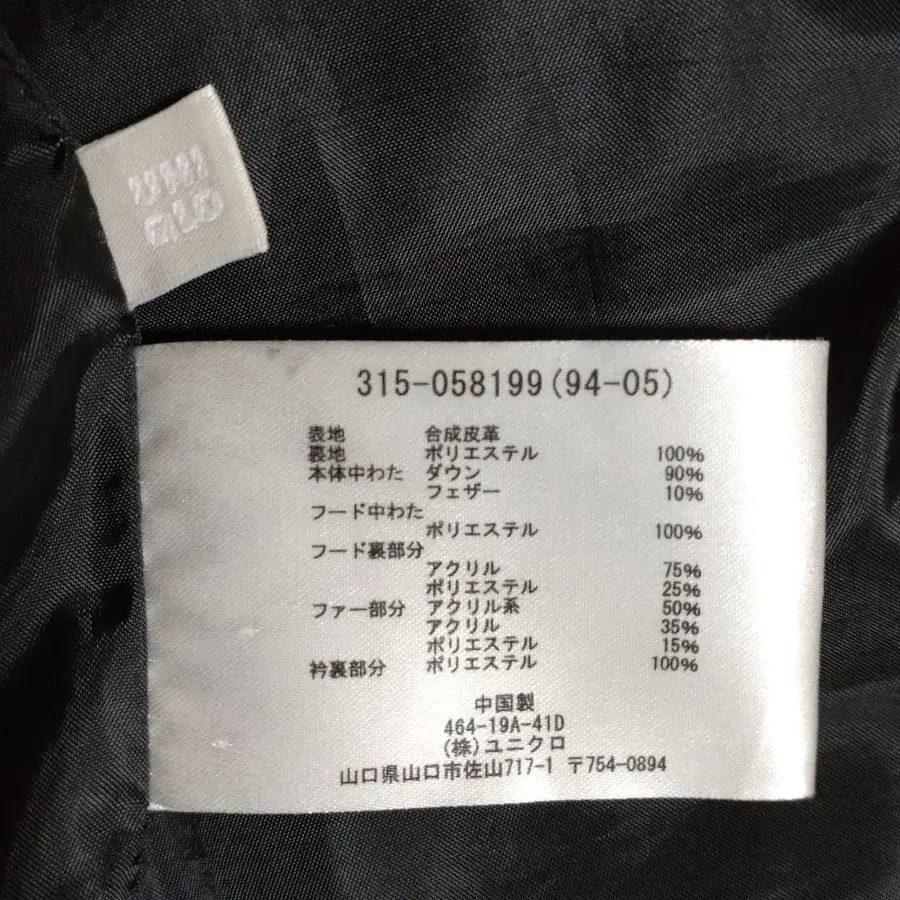 UNI
QLO
315-058199(94-05)
表地 合成皮革
裏地 ポリエステル 100%
本体中わた ダウン 90%
フェザー 10%
フード中わた
ポリエステル 100%
フード裏部分
アクリル 75%
ポリエステル 25%
ファー部分 アクリル系 50%
アクリル 35%
ポリエステル 15%
衿裏部分 ポリエステル 100%
中国製
464-19A-41D
(株)ユニクロ
山口県山口市佐山717-1 〒754-0894